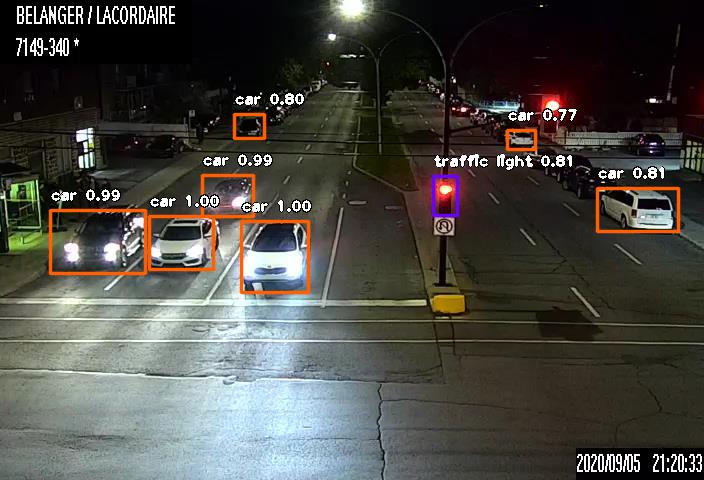 BELANGER / LACORDAIRE
7149-340 *
car 0.80
car 0.77
car 0.99
traffic light 0.81
car 0.81
car 0.99
car 1.00
car 1.00
2020/09/05 21:20:33